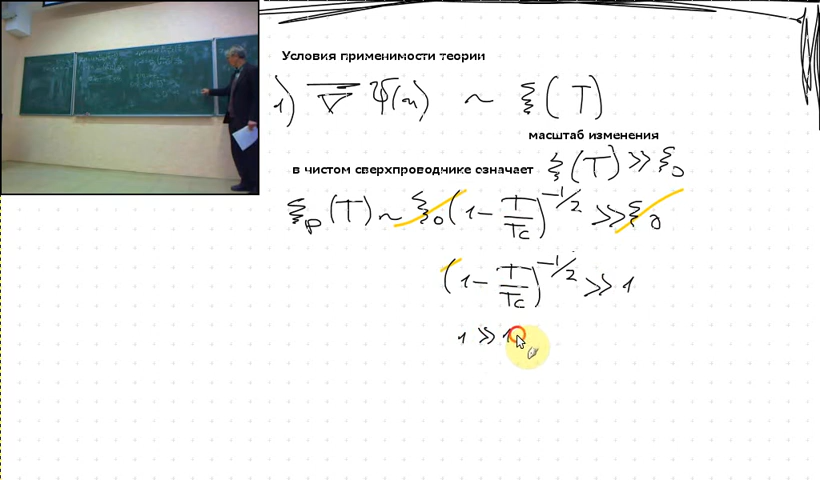 Условия применимости теории
1) ∇ Ψ(r) ~ ξ(T)
масштаб изменения
в чистом сверхпроводнике означает ξ(T) ≫ ξ₀
ξₚ(T) ~ ξ₀(1 - T/Tc)^-1/2 ≫ ξ₀
(1 - T/Tc)^-1/2 ≫ 1
1 ≫ 1